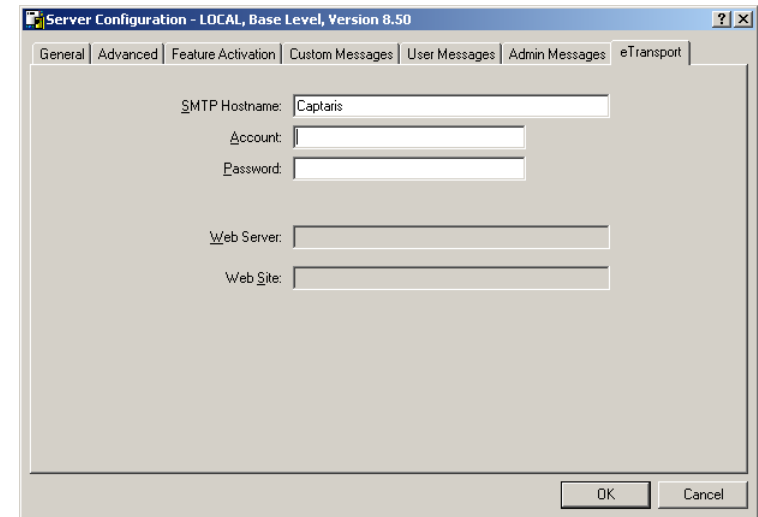 Server Configuration - LOCAL, Base Level, Version 8.50
General Advanced Feature Activation Custom Messages User Messages Admin Messages eTransport
SMTP Hostname: Captaris
Account:
Password:
Web Server:
Web Site:
OK Cancel